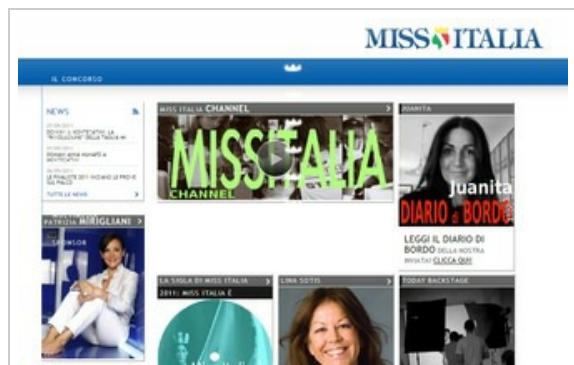 MISS ITALIA
IL CONCORSO
NEWS
TUTTE LE NEWS
MISS ITALIA CHANNEL
MISSITALIA
CHANNEL
JUANITA
Juanita
DIARIO di BORDO
LEGGI IL DIARIO DI
BORDO DELLA NOSTRA
INVIATA! CLICCA QUI!
PATRIZIA MIRIGLIANI
SPONSOR
LA SIGLA DI MISS ITALIA
2011: MISS ITALIA È
LINA SOTIS
TODAY BACKSTAGE